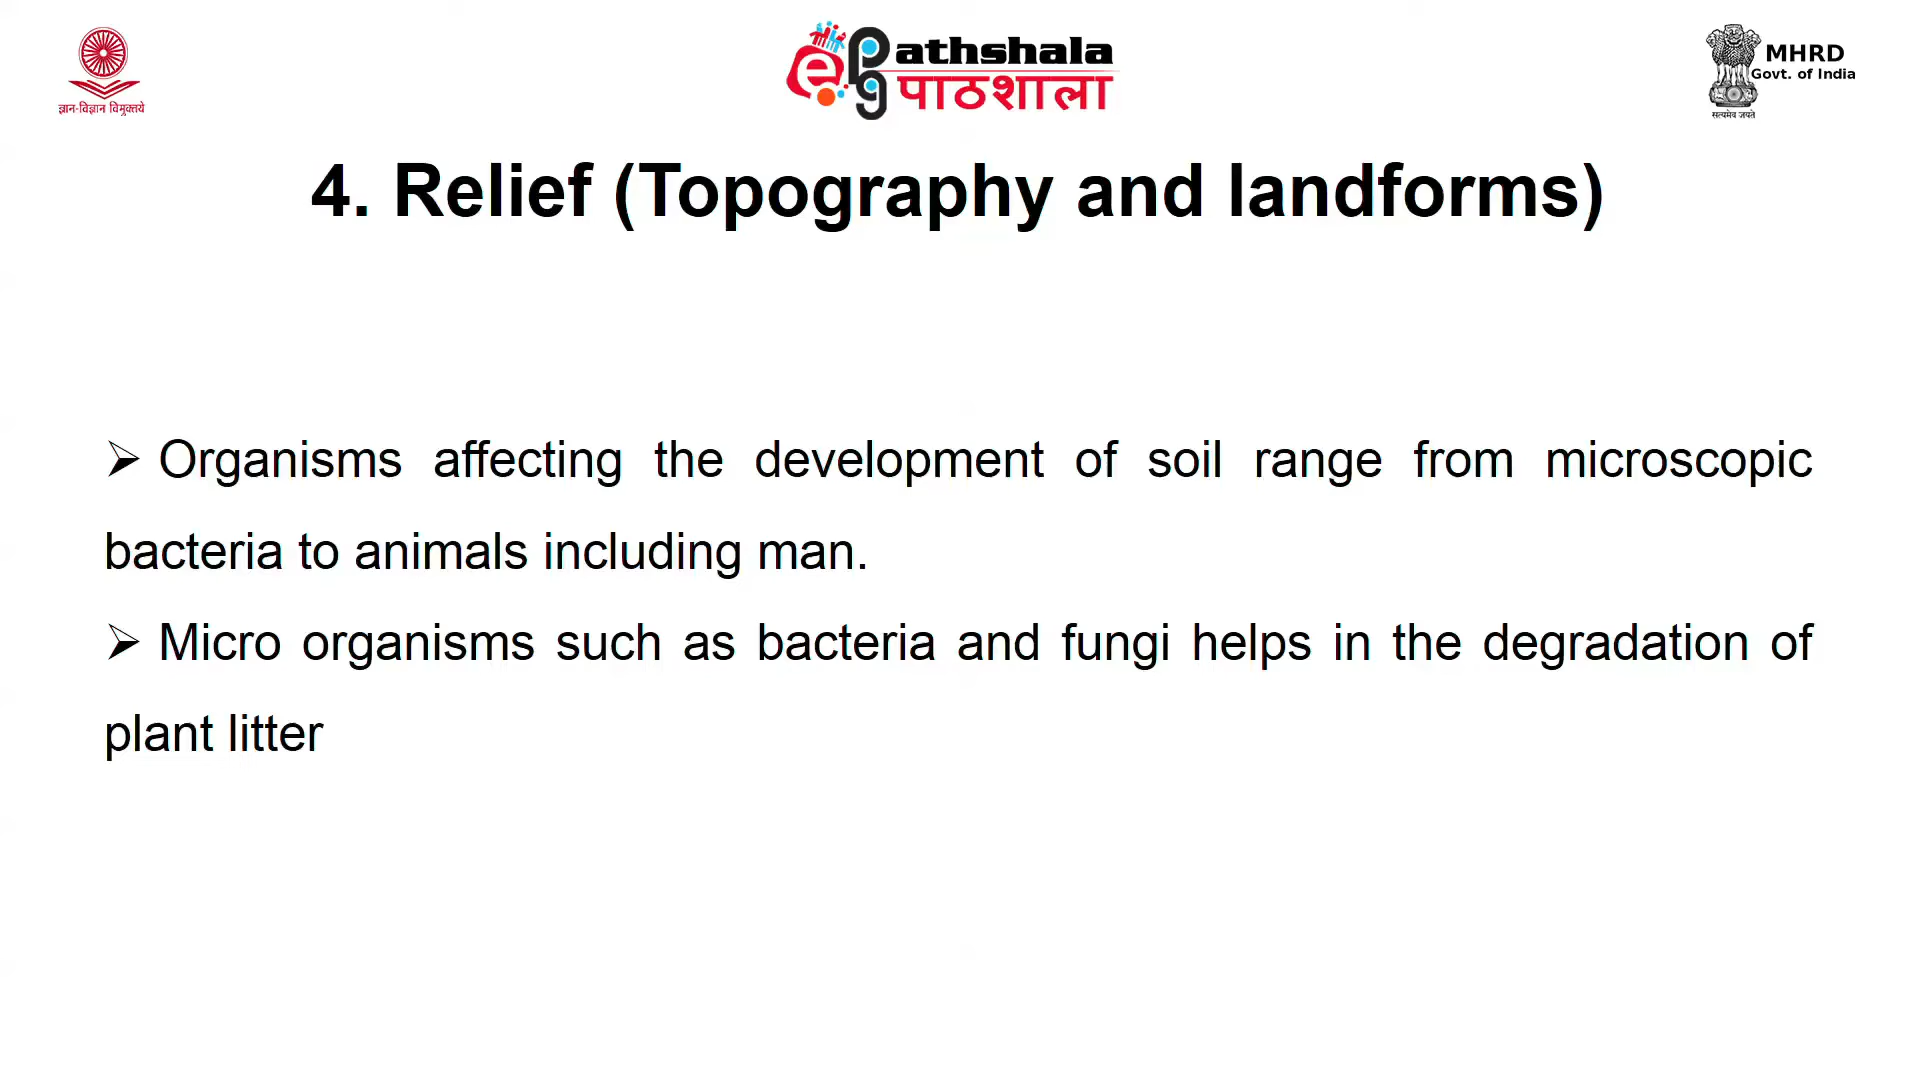 ज्ञान-विज्ञान विमुक्तये
e pg athshala
पाठशाला
MHRD
Govt. of India
सत्यमेव जयते
4. Relief (Topography and landforms)
➢ Organisms affecting the development of soil range from microscopic
bacteria to animals including man.
➢ Micro organisms such as bacteria and fungi helps in the degradation of
plant litter